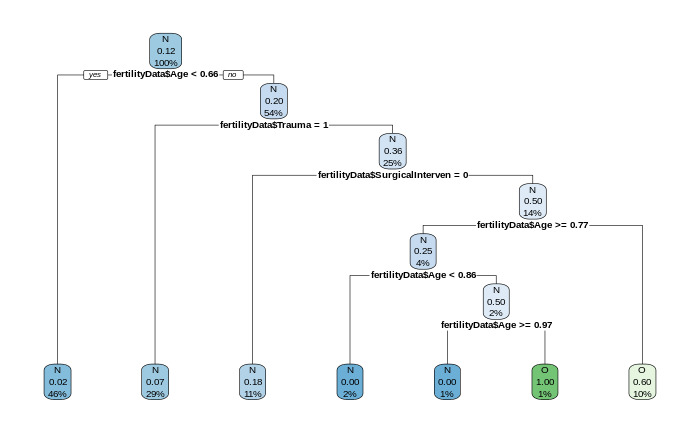 N
0.12
100%
yes fertilityData$Age < 0.66 no
N
0.20
54%
fertilityData$Trauma = 1
N
0.36
25%
fertilityData$SurgicalInterven = 0
N
0.50
14%
fertilityData$Age >= 0.77
N
0.25
4%
fertilityData$Age < 0.86
N
0.50
2%
fertilityData$Age >= 0.97
N N N N N O O
0.02 0.07 0.18 0.00 0.00 1.00 0.60
46% 29% 11% 2% 1% 1% 10%